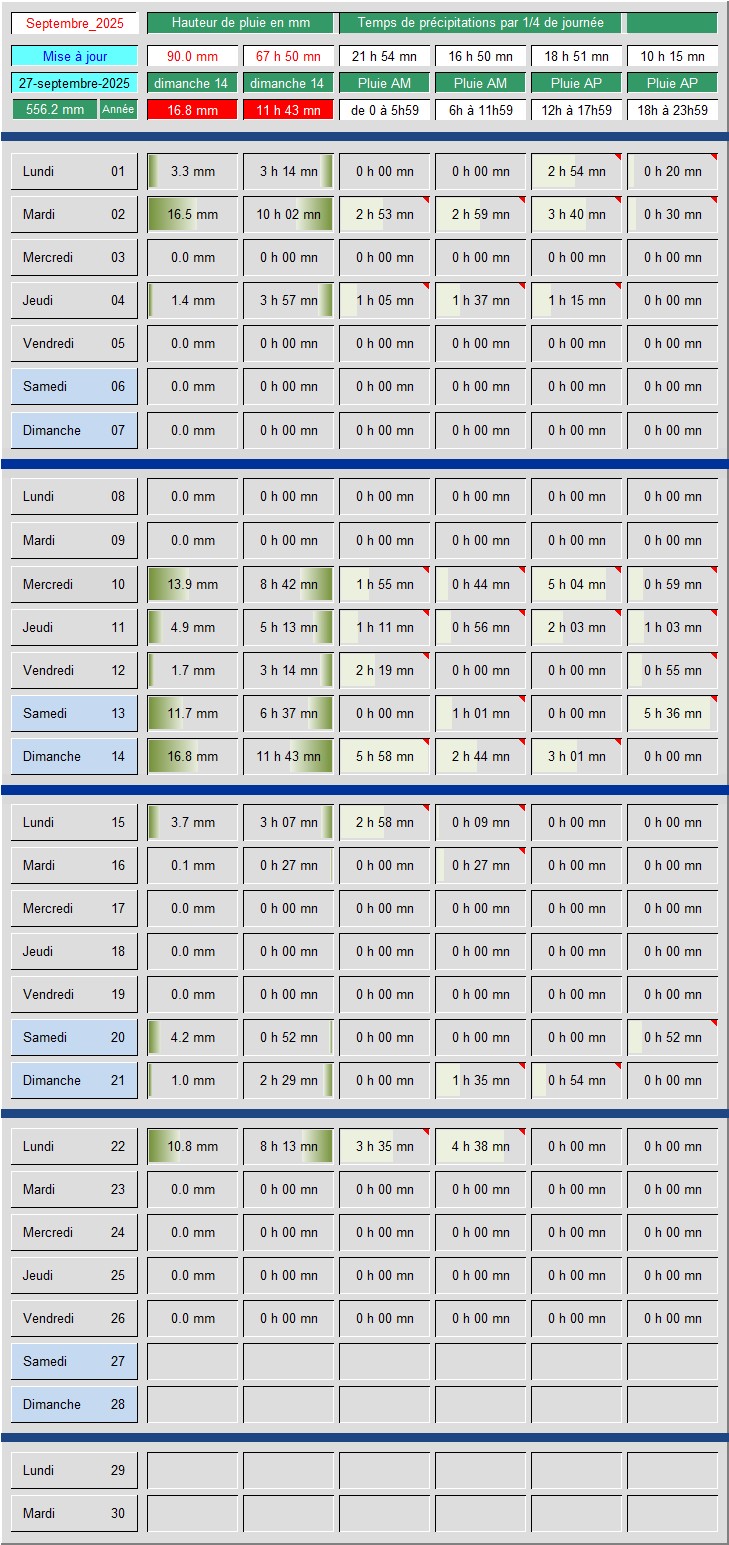 Septembre_2025 Hauteur de pluie en mm Temps de précipitations par 1/4 de journée
Mise à jour 90.0 mm 67 h 50 mn 21 h 54 mn 16 h 50 mn 18 h 51 mn 10 h 15 mn
27-septembre-2025 dimanche 14 dimanche 14 Pluie AM Pluie AM Pluie AP Pluie AP
556.2 mm Année 16.8 mm 11 h 43 mn de 0 à 5h59 6h à 11h59 12h à 17h59 18h à 23h59
Lundi 01 3.3 mm 3 h 14 mn 0 h 00 mn 0 h 00 mn 2 h 54 mn 0 h 20 mn
Mardi 02 16.5 mm 10 h 02 mn 2 h 53 mn 2 h 59 mn 3 h 40 mn 0 h 30 mn
Mercredi 03 0.0 mm 0 h 00 mn 0 h 00 mn 0 h 00 mn 0 h 00 mn 0 h 00 mn
Jeudi 04 1.4 mm 3 h 57 mn 1 h 05 mn 1 h 37 mn 1 h 15 mn 0 h 00 mn
Vendredi 05 0.0 mm 0 h 00 mn 0 h 00 mn 0 h 00 mn 0 h 00 mn 0 h 00 mn
Samedi 06 0.0 mm 0 h 00 mn 0 h 00 mn 0 h 00 mn 0 h 00 mn 0 h 00 mn
Dimanche 07 0.0 mm 0 h 00 mn 0 h 00 mn 0 h 00 mn 0 h 00 mn 0 h 00 mn
Lundi 08 0.0 mm 0 h 00 mn 0 h 00 mn 0 h 00 mn 0 h 00 mn 0 h 00 mn
Mardi 09 0.0 mm 0 h 00 mn 0 h 00 mn 0 h 00 mn 0 h 00 mn 0 h 00 mn
Mercredi 10 13.9 mm 8 h 42 mn 1 h 55 mn 0 h 44 mn 5 h 04 mn 0 h 59 mn
Jeudi 11 4.9 mm 5 h 13 mn 1 h 11 mn 0 h 56 mn 2 h 03 mn 1 h 03 mn
Vendredi 12 1.7 mm 3 h 14 mn 2 h 19 mn 0 h 00 mn 0 h 00 mn 0 h 55 mn
Samedi 13 11.7 mm 6 h 37 mn 0 h 00 mn 1 h 01 mn 0 h 00 mn 5 h 36 mn
Dimanche 14 16.8 mm 11 h 43 mn 5 h 58 mn 2 h 44 mn 3 h 01 mn 0 h 00 mn
Lundi 15 3.7 mm 3 h 07 mn 2 h 58 mn 0 h 09 mn 0 h 00 mn 0 h 00 mn
Mardi 16 0.1 mm 0 h 27 mn 0 h 00 mn 0 h 27 mn 0 h 00 mn 0 h 00 mn
Mercredi 17 0.0 mm 0 h 00 mn 0 h 00 mn 0 h 00 mn 0 h 00 mn 0 h 00 mn
Jeudi 18 0.0 mm 0 h 00 mn 0 h 00 mn 0 h 00 mn 0 h 00 mn 0 h 00 mn
Vendredi 19 0.0 mm 0 h 00 mn 0 h 00 mn 0 h 00 mn 0 h 00 mn 0 h 00 mn
Samedi 20 4.2 mm 0 h 52 mn 0 h 00 mn 0 h 00 mn 0 h 00 mn 0 h 52 mn
Dimanche 21 1.0 mm 2 h 29 mn 0 h 00 mn 1 h 35 mn 0 h 54 mn 0 h 00 mn
Lundi 22 10.8 mm 8 h 13 mn 3 h 35 mn 4 h 38 mn 0 h 00 mn 0 h 00 mn
Mardi 23 0.0 mm 0 h 00 mn 0 h 00 mn 0 h 00 mn 0 h 00 mn 0 h 00 mn
Mercredi 24 0.0 mm 0 h 00 mn 0 h 00 mn 0 h 00 mn 0 h 00 mn 0 h 00 mn
Jeudi 25 0.0 mm 0 h 00 mn 0 h 00 mn 0 h 00 mn 0 h 00 mn 0 h 00 mn
Vendredi 26 0.0 mm 0 h 00 mn 0 h 00 mn 0 h 00 mn 0 h 00 mn 0 h 00 mn
Samedi 27
Dimanche 28
Lundi 29
Mardi 30